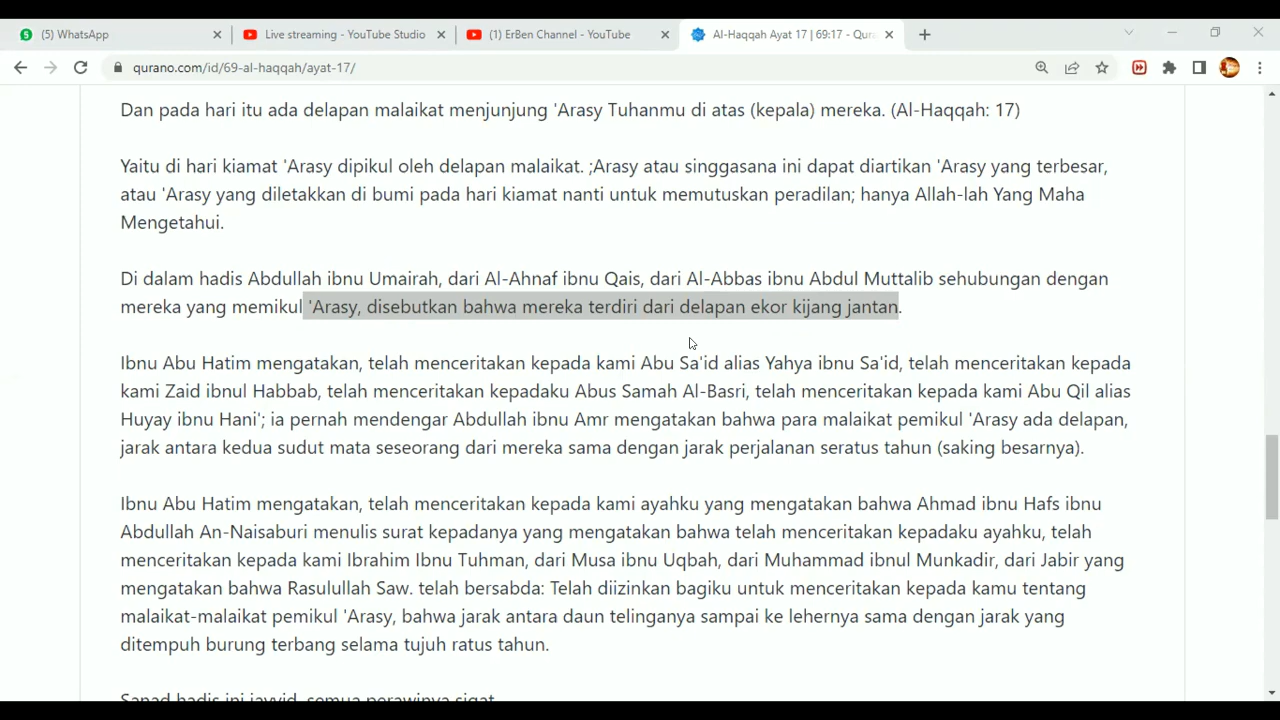 (5) WhatsApp
Live streaming - YouTube Studio
(1) ErBen Channel - YouTube
Al-Haqqah Ayat 17 | 69:17 - Qura
qurano.com/id/69-al-haqqah/ayat-17/
Dan pada hari itu ada delapan malaikat menjunjung 'Arasy Tuhanmu di atas (kepala) mereka. (Al-Haqqah: 17)
Yaitu di hari kiamat 'Arasy dipikul oleh delapan malaikat. ;Arasy atau singgasana ini dapat diartikan 'Arasy yang terbesar,
atau 'Arasy yang diletakkan di bumi pada hari kiamat nanti untuk memutuskan peradilan; hanya Allah-lah Yang Maha
Mengetahui.
Di dalam hadis Abdullah ibnu Umairah, dari Al-Ahnaf ibnu Qais, dari Al-Abbas ibnu Abdul Muttalib sehubungan dengan
mereka yang memikul 'Arasy, disebutkan bahwa mereka terdiri dari delapan ekor kijang jantan.
Ibnu Abu Hatim mengatakan, telah menceritakan kepada kami Abu Sa'id alias Yahya ibnu Sa'id, telah menceritakan kepada
kami Zaid ibnul Habbab, telah menceritakan kepadaku Abus Samah Al-Basri, telah menceritakan kepada kami Abu Qil alias
Huyay ibnu Hani'; ia pernah mendengar Abdullah ibnu Amr mengatakan bahwa para malaikat pemikul 'Arasy ada delapan,
jarak antara kedua sudut mata seseorang dari mereka sama dengan jarak perjalanan seratus tahun (saking besarnya).
Ibnu Abu Hatim mengatakan, telah menceritakan kepada kami ayahku yang mengatakan bahwa Ahmad ibnu Hafs ibnu
Abdullah An-Naisaburi menulis surat kepadanya yang mengatakan bahwa telah menceritakan kepadaku ayahku, telah
menceritakan kepada kami Ibrahim Ibnu Tuhman, dari Musa ibnu Uqbah, dari Muhammad ibnul Munkadir, dari Jabir yang
mengatakan bahwa Rasulullah Saw. telah bersabda: Telah diizinkan bagiku untuk menceritakan kepada kamu tentang
malaikat-malaikat pemikul 'Arasy, bahwa jarak antara daun telinganya sampai ke lehernya sama dengan jarak yang
ditempuh burung terbang selama tujuh ratus tahun.
Sanad hadis ini jayyid, semua perawinya siqat.